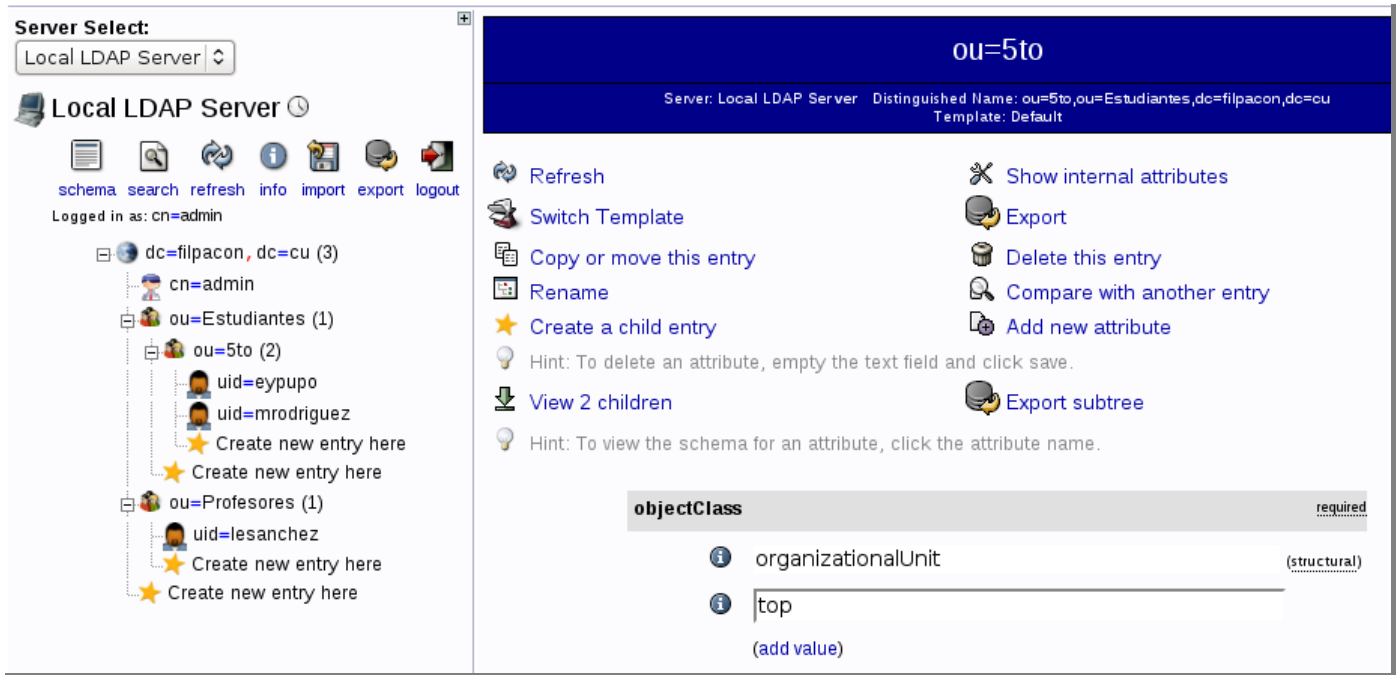 Server Select:
Local LDAP Server
Local LDAP Server
schema search refresh info import export logout
Logged in as: cn=admin
dc=filpacon, dc=cu (3)
cn=admin
ou=Estudiantes (1)
ou=5to (2)
uid=eypupo
uid=mrodriguez
Create new entry here
Create new entry here
ou=Profesores (1)
uid=lesanchez
Create new entry here
Create new entry here
ou=5to
Server: Local LDAP Server Distinguished Name: ou=5to,ou=Estudiantes,dc=filpacon,dc=cu
Template: Default
Refresh
Show internal attributes
Switch Template
Export
Copy or move this entry
Delete this entry
Rename
Compare with another entry
Create a child entry
Add new attribute
Hint: To delete an attribute, empty the text field and click save.
View 2 children
Export subtree
Hint: To view the schema for an attribute, click the attribute name.
objectClass
required
organizationalUnit
(structural)
top
(add value)